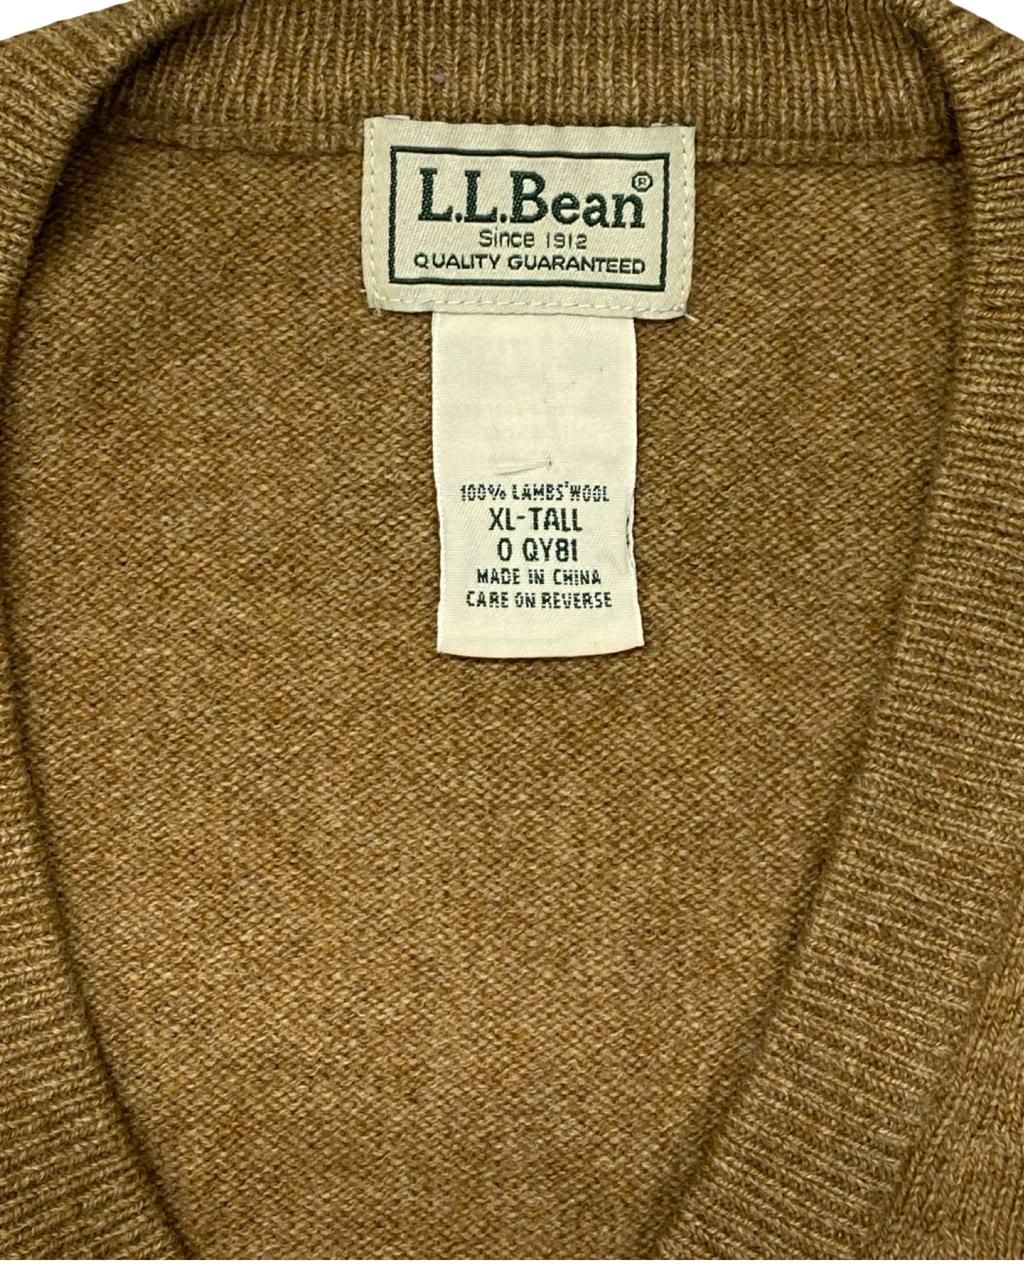 L.L.Bean®
Since 1912
QUALITY GUARANTEED
100% LAMBS'WOOL
XL-TALL
0 QY81
MADE IN CHINA
CARE ON REVERSE